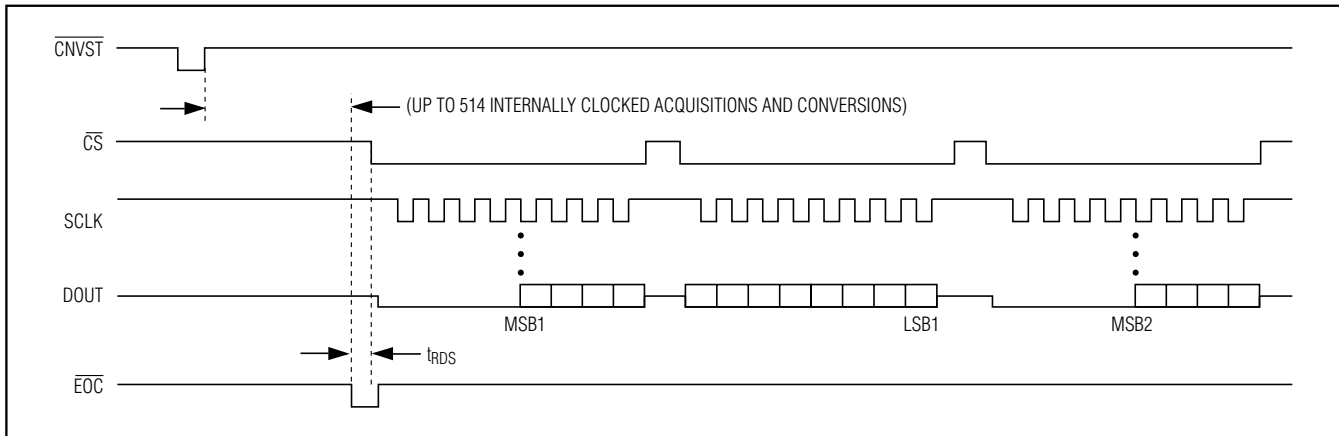 CNVST
(UP TO 514 INTERNALLY CLOCKED ACQUISITIONS AND CONVERSIONS)
CS
SCLK
DOUT
MSB1
LSB1
MSB2
tRDS
EOC